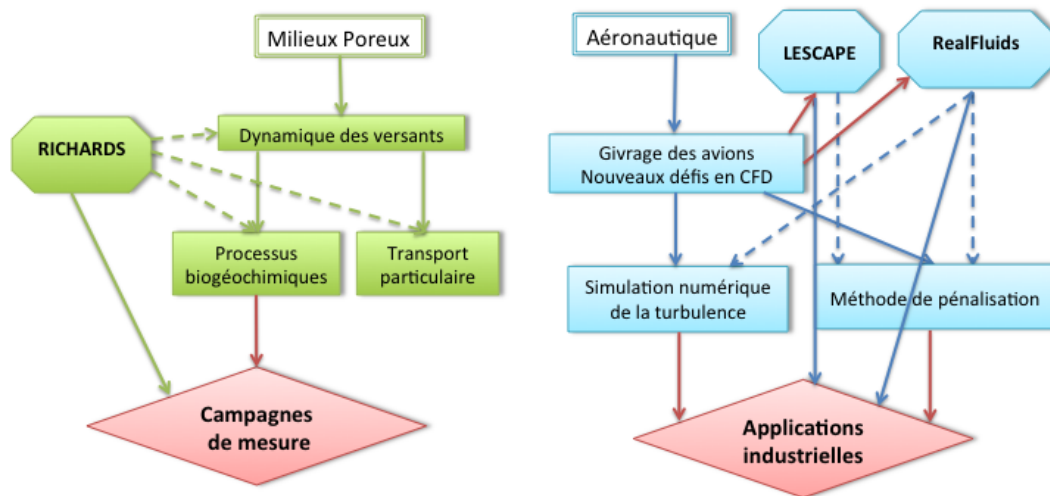 Milieux Poreux
RICHARDS
Dynamique des versants
Processus
biogéochimiques
Transport
particulaire
Campagnes
de mesure
Aéronautique
LESCAPE
RealFluids
Givrage des avions
Nouveaux défis en CFD
Simulation numérique
de la turbulence
Méthode de pénalisation
Applications
industrielles